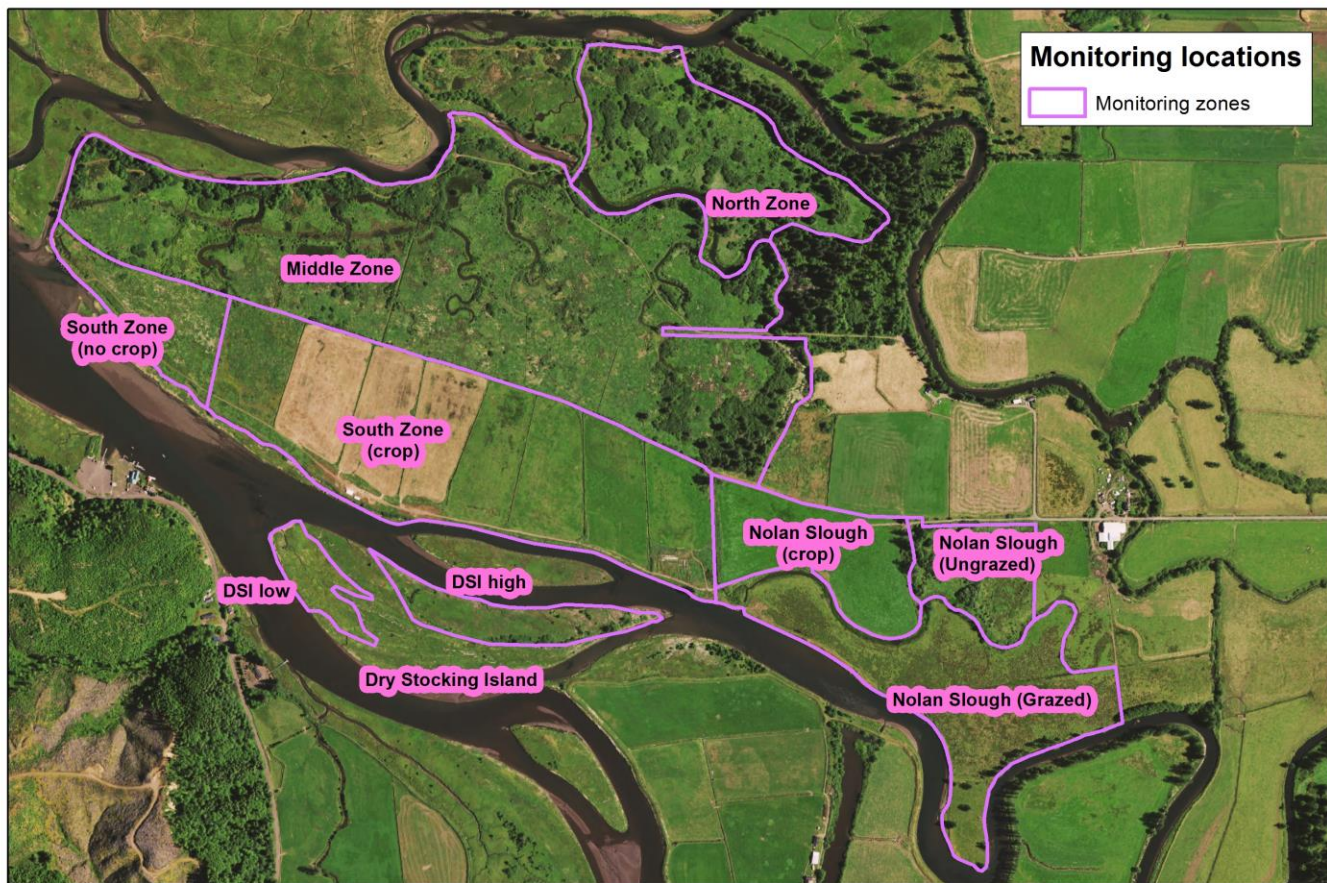 Monitoring locations
Monitoring zones
North Zone
Middle Zone
South Zone
(no crop)
South Zone
(crop)
Nolan Slough
(crop)
Nolan Slough
(Ungrazed)
DSI high
DSI low
Dry Stocking Island
Nolan Slough (Grazed)